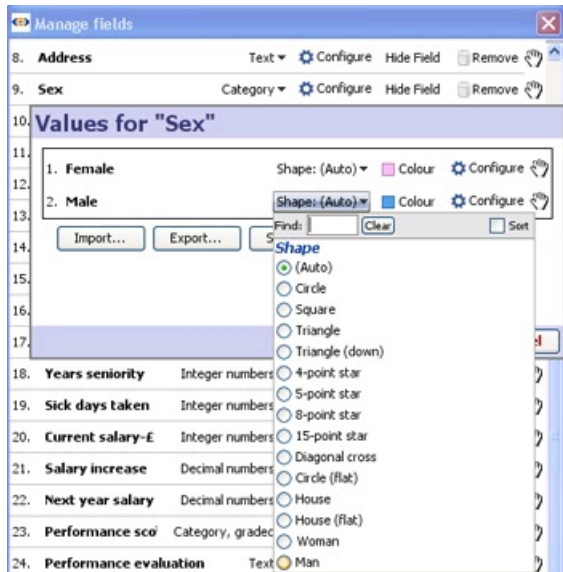 Manage fields
8. Address Text Configure Hide Field Remove
9. Sex Category Configure Hide Field Remove
10. Values for "Sex"
11.
1. Female Shape: (Auto) Colour Configure
12.
2. Male Shape: (Auto) Colour Configure
13.
Find: Clear Sort
14. Import... Export... S
Shape
(Auto)
15.
Circle
16.
Square
17.
Triangle
Triangle (down)
18. Years seniority Integer numbers 4-point star
5-point star
19. Sick days taken Integer numbers
8-point star
20. Current salary-£ Integer numbers 15-point star
Diagonal cross
21. Salary increase Decimal numbers
Circle (flat)
22. Next year salary Decimal numbers House
House (flat)
23. Performance sco Category, graded
Woman
24. Performance evaluation Text Man